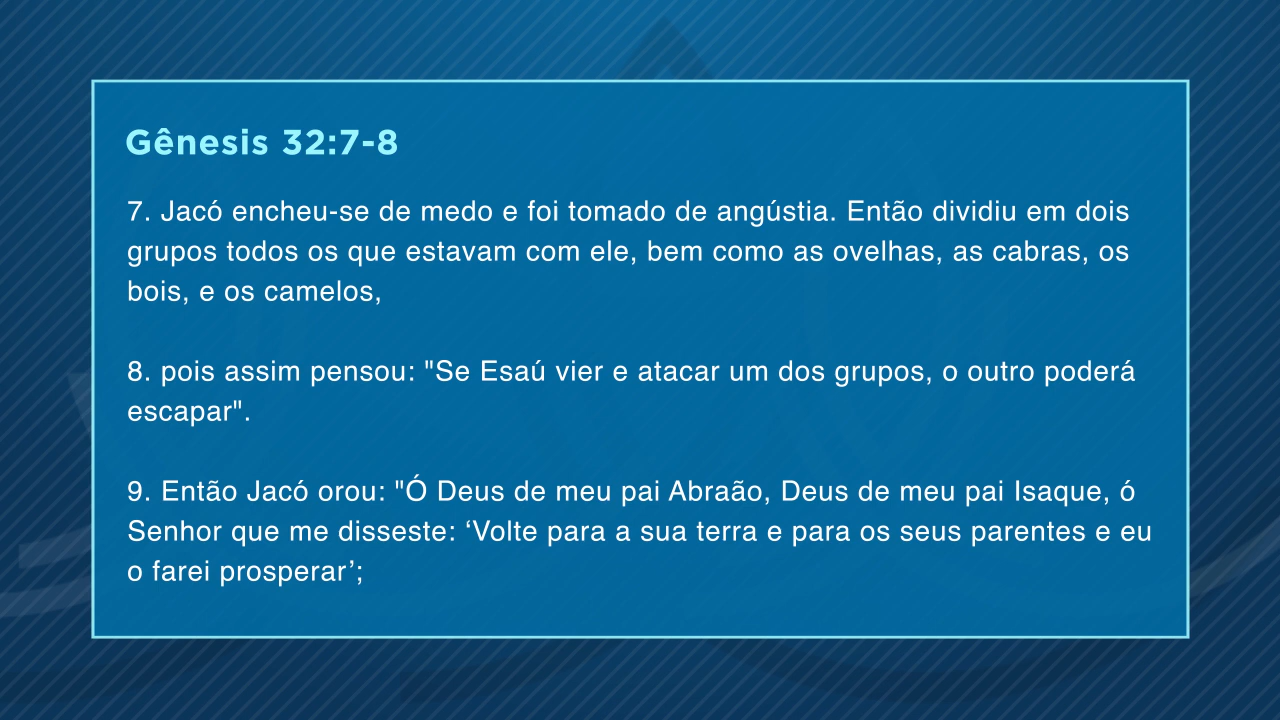 Gênesis 32:7-8
7. Jacó encheu-se de medo e foi tomado de angústia. Então dividiu em dois
grupos todos os que estavam com ele, bem como as ovelhas, as cabras, os
bois, e os camelos,
8. pois assim pensou: "Se Esaú vier e atacar um dos grupos, o outro poderá
escapar".
9. Então Jacó orou: "Ó Deus de meu pai Abraão, Deus de meu pai Isaque, ó
Senhor que me disseste: ‘Volte para a sua terra e para os seus parentes e eu
o farei prosperar’;